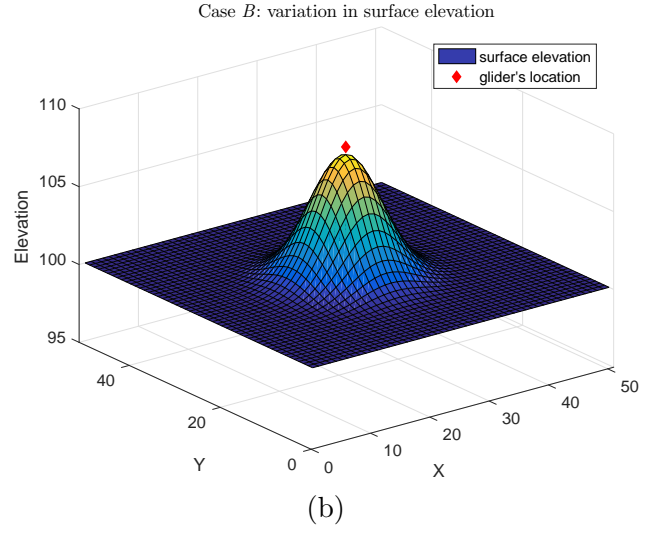 Case B: variation in surface elevation
surface elevation
glider's location
110
105
100
95
Elevation
40
20
0
Y
0
10
20
30
40
50
X
(b)